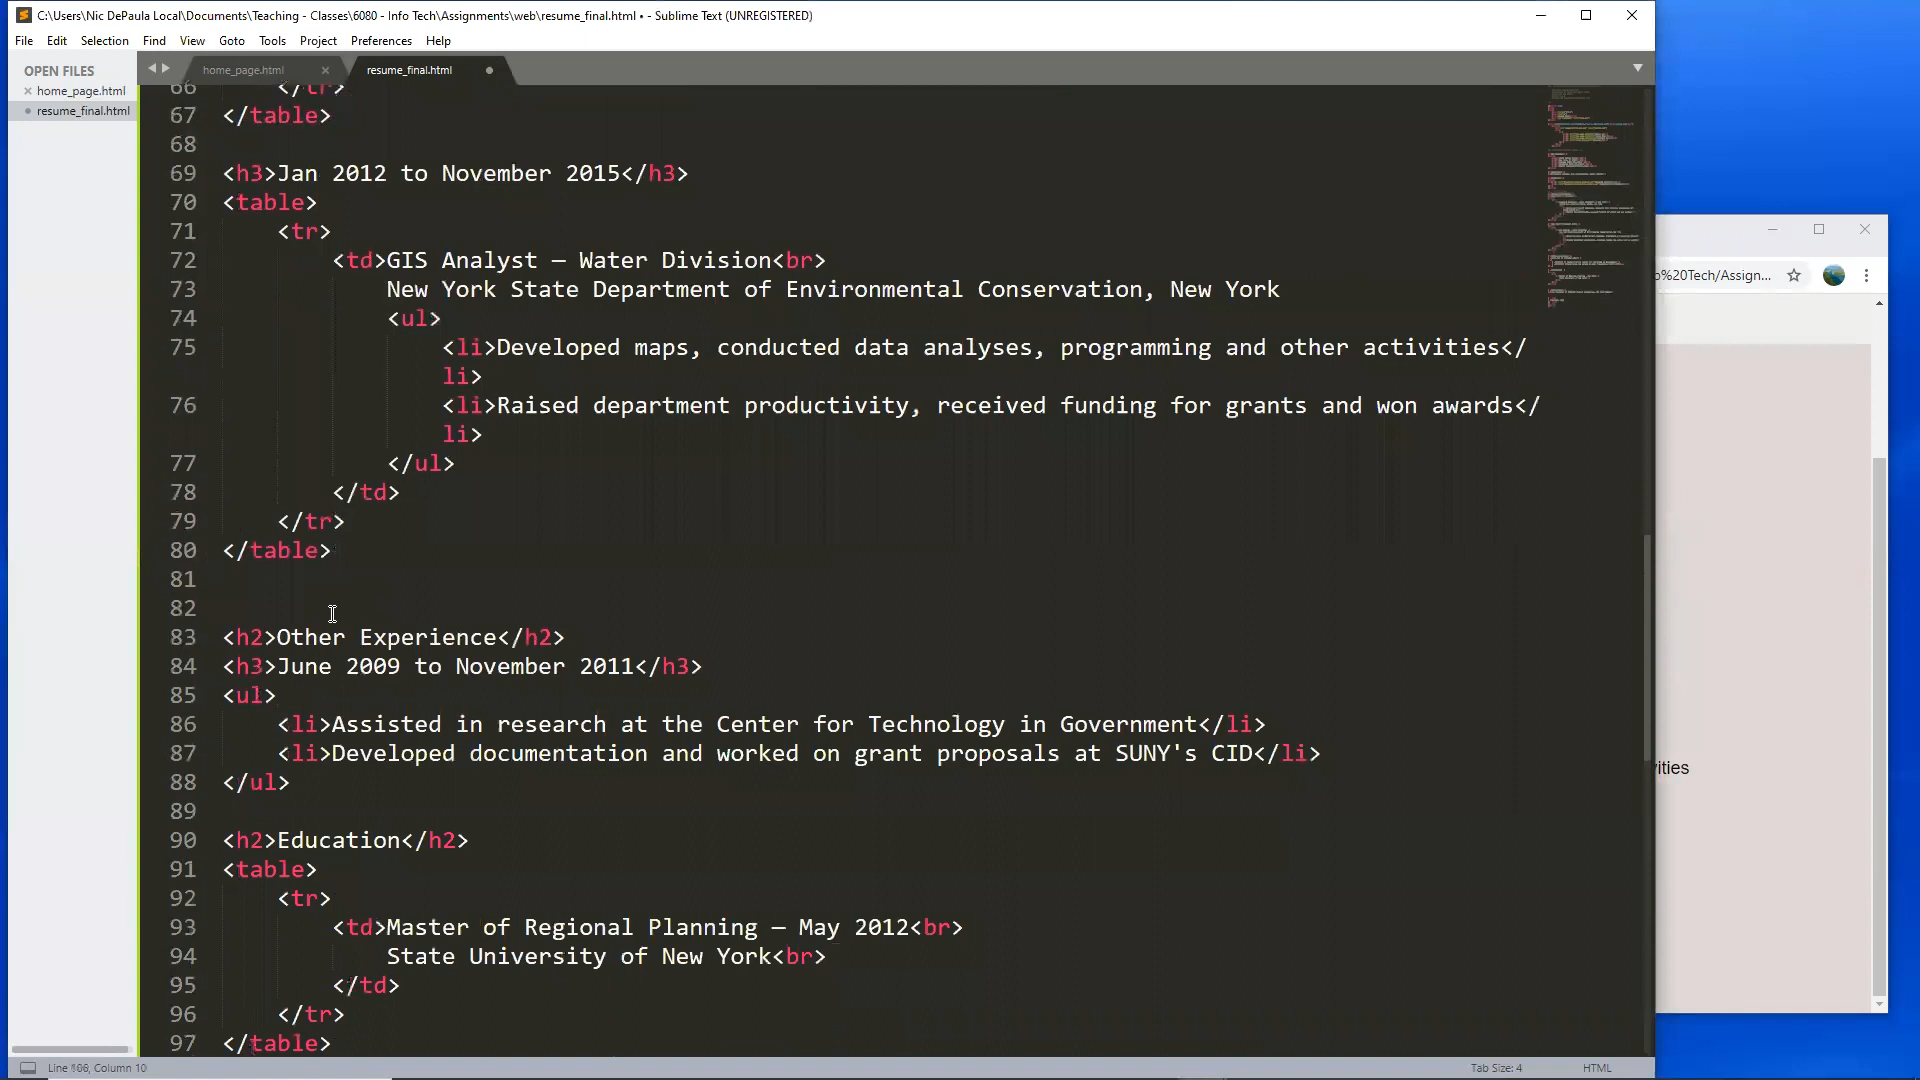 C:\Users\Nic DePaula Local\Documents\Teaching - Classes\6080 - Info Tech\Assignments\web\resume_final.html • - Sublime Text (UNREGISTERED)
File Edit Selection Find View Goto Tools Project Preferences Help
OPEN FILES
home_page.html
resume_final.html
home_page.html
resume_final.html
66 </tr>
67 </table>
68
69 <h3>Jan 2012 to November 2015</h3>
70 <table>
71 <tr>
72 <td>GIS Analyst – Water Division<br>
73 New York State Department of Environmental Conservation, New York
74 <ul>
75 <li>Developed maps, conducted data analyses, programming and other activities</
li>
76 <li>Raised department productivity, received funding for grants and won awards</
li>
77 </ul>
78 </td>
79 </tr>
80 </table>
81
82
83 <h2>Other Experience</h2>
84 <h3>June 2009 to November 2011</h3>
85 <ul>
86 <li>Assisted in research at the Center for Technology in Government</li>
87 <li>Developed documentation and worked on grant proposals at SUNY's CID</li>
88 </ul>
89
90 <h2>Education</h2>
91 <table>
92 <tr>
93 <td>Master of Regional Planning – May 2012<br>
94 State University of New York<br>
95 </td>
96 </tr>
97 </table>
%20Tech/Assign...
vities
Line Column 10
Tab Size: 4
HTML